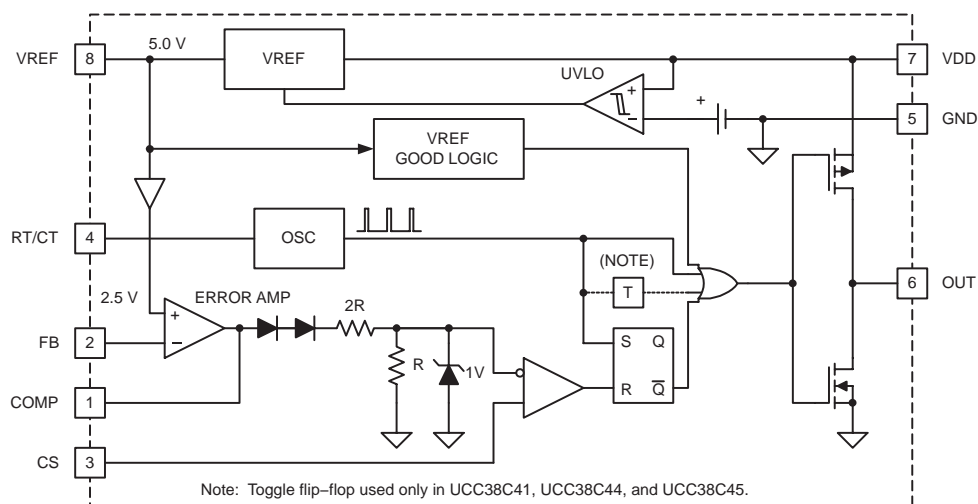 5.0 V
VREF 8
VREF
7 VDD
UVLO
+
−
+
5 GND
VREF
GOOD LOGIC
RT/CT 4
OSC
(NOTE)
T
2.5 V
ERROR AMP
6 OUT
+
−
2R
FB 2
R
1V
S Q
R Q̅
COMP 1
CS 3
Note: Toggle flip–flop used only in UCC38C41, UCC38C44, and UCC38C45.